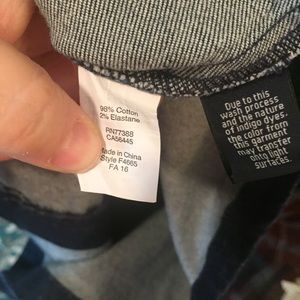 98% Cotton
2% Elastane
RN77388
CA56445
Made in China
Style F4665
FA 16
Due to this
wash process
and the nature
of indigo dyes,
the color from
this garment
may transfer
onto light
surfaces.